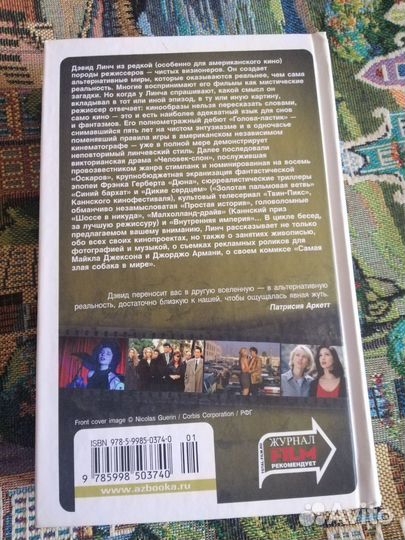 Дэвид Линч из редкой (особенно для американского кино)
породы режиссеров — чистых визионеров. Он создает
альтернативные миры, которые оказываются реальнее, чем сама
реальность. Многие воспринимают его фильмы как мистические
загадки. Но когда у Линча спрашивают, какой смысл он
вкладывал в тот или иной эпизод, в ту или иную картину,
режиссер отвечает: кинообразы нельзя пересказать словами,
само кино — это и есть наиболее адекватный язык для снов
и фантазмов. Его полнометражный дебют «Голова-ластик» —
снимавшийся пять лет на чистом энтузиазме и в одночасье
поменявший правила игры в американском независимом
кинематографе — уже в полной мере демонстрирует
неповторимый линчевский стиль. Далее последовали
викторианская драма «Человек-слон», послужившая
провозвестником жанра стимпанк и номинированная на восемь
«Оскаров», крупнобюджетная экранизация фантастической
эпопеи Фрэнка Герберта «Дюна», сюрреалистические триллеры
«Синий бархат» и «Дикие сердцем» («Золотая пальмовая ветвь»
Каннского кинофестиваля), культовый телесериал «Твин-Пикс»,
обманчиво незамысловатая «Простая история», головоломные
«Шоссе в никуда», «Малхолланд-драйв» (Каннский приз
за лучшую режиссуру) и «Внутренняя империя»... В цикле бесед,
предлагаемом вашему вниманию, Линч рассказывает не только
обо всех своих кинопроектах, но также о занятиях живописью,
фотографией и музыкой, о съемках рекламных роликов для
Майкла Джексона и Джорджо Армани, о своем комиксе «Самая
злая собака в мире».
Дэвид переносит вас в другую вселенную — в альтернативную
реальность, достаточно близкую к нашей, чтобы ощущалась явная жуть.
Патрисия Аркетт
Front cover image © Nicolas Guerin / Corbis Corporation / РФГ
ISBN 978-5-9985-0374-0
01
9 785998 503740
www.azbooka.ru
TOTAL FILM.RU
ЖУРНАЛ
FILM
РЕКОМЕНДУЕТ
Avito